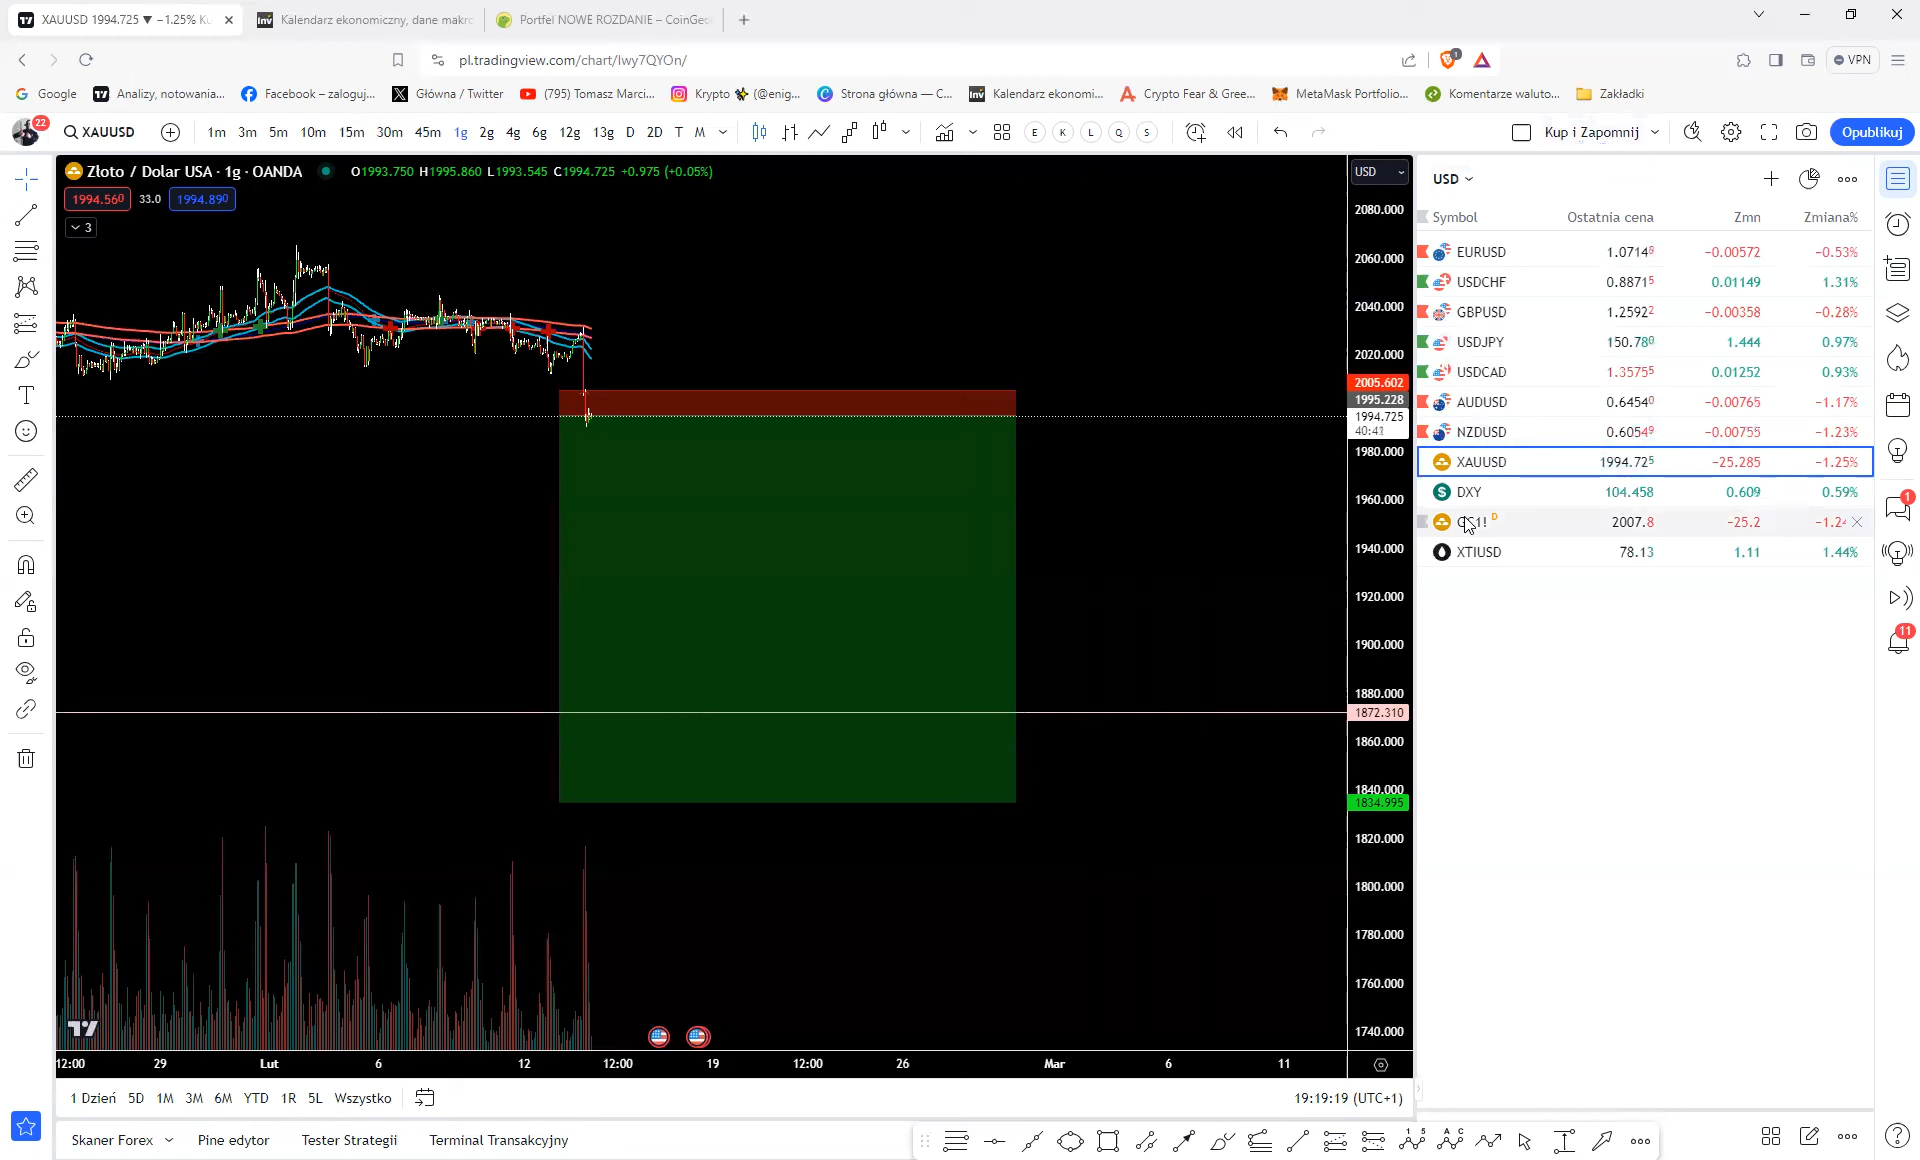 XAUUSD 1994.725 ▼ −1.25% Ku
Kalendarz ekonomiczny, dane makro
Portfel NOWE ROZDANIE – CoinGec
pl.tradingview.com/chart/lwy7QYOn/
1
VPN
Google
Analizy, notowania...
Facebook – zaloguj...
Główna / Twitter
(795) Tomasz Marci...
Krypto (@enig...
Strona główna — C...
Kalendarz ekonomi...
Crypto Fear & Gree...
MetaMask Portfolio...
Komentarze waluto...
Zakładki
22
XAUUSD
1m 3m 5m 10m 15m 30m 45m 1g 2g 4g 6g 12g 13g D 2D T M
E K L Q S
Kup i Zapomnij
Opublikuj
Złoto / Dolar USA · 1g · OANDA
O1993.750 H1995.860 L1993.545 C1994.725 +0.975 (+0.05%)
1994.560 33.0 1994.890
3
USD
2080.000
2060.000
2040.000
2020.000
2005.602
1995.228
1994.725
40:41
1980.000
1960.000
1940.000
1920.000
1900.000
1880.000
1872.310
1860.000
1840.000
1834.995
1820.000
1800.000
1780.000
1760.000
1740.000
12:00 29 Lut 6 12 12:00 19 12:00 26 Mar 6 11
1 Dzień 5D 1M 3M 6M YTD 1R 5L Wszystko
19:19:19 (UTC+1)
Skaner Forex Pine edytor Tester Strategii Terminal Transakcyjny
USD
Symbol Ostatnia cena Zmn Zmiana%
EURUSD 1.0714 −0.00572 −0.53%
USDCHF 0.88715 0.01149 1.31%
GBPUSD 1.25922 −0.00358 −0.28%
USDJPY 150.780 1.444 0.97%
USDCAD 1.35755 0.01252 0.93%
AUDUSD 0.64540 −0.00765 −1.17%
NZDUSD 0.60549 −0.00755 −1.23%
XAUUSD 1994.725 −25.285 −1.25%
DXY 104.458 0.609 0.59%
D 2007.8 −25.2
XTIUSD 78.13 1.11 1.44%
1
11